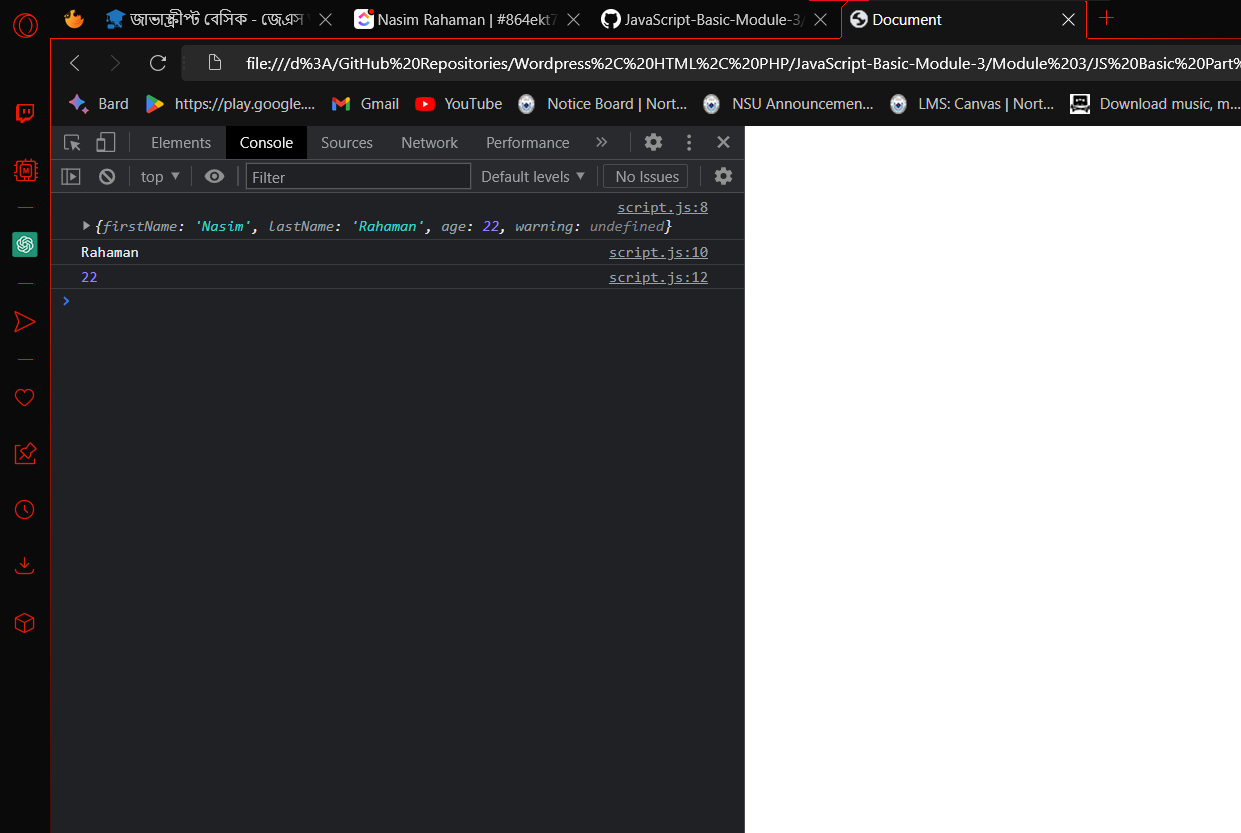 জাভাস্ক্রীপ্ট বেসিক - জেএস
Nasim Rahaman | #864ekt7
JavaScript-Basic-Module-3/
Document
file:///d%3A/GitHub%20Repositories/Wordpress%2C%20HTML%2C%20PHP/JavaScript-Basic-Module-3/Module%203/JS%20Basic%20Part%
Bard
https://play.google....
Gmail
YouTube
Notice Board | Nort...
NSU Announcemen...
LMS: Canvas | Nort...
Download music, m...
Elements Console Sources Network Performance »
top ▼ Filter Default levels ▼ No Issues
script.js:8
▶ {firstName: 'Nasim', lastName: 'Rahaman', age: 22, warning: undefined}
Rahaman script.js:10
22 script.js:12
>